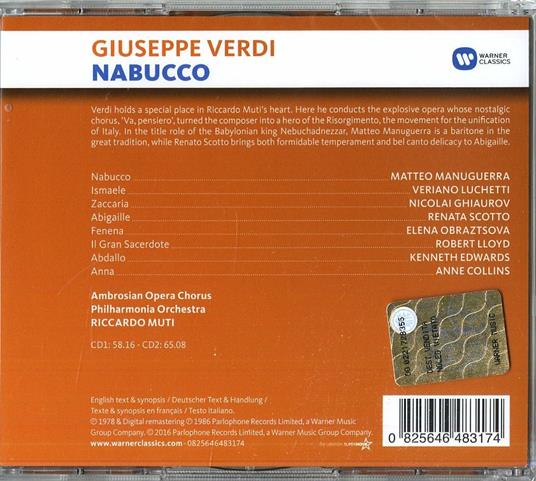 GIUSEPPE VERDI
NABUCCO
WARNER
CLASSICS
Verdi holds a special place in Riccardo Muti's heart. Here he conducts the explosive opera whose nostalgic
chorus, 'Va, pensiero', turned the composer into a hero of the Risorgimento, the movement for the unification
of Italy. In the title role of the Babylonian king Nebuchadnezzar, Matteo Manuguerra is a baritone in the
great tradition, while Renato Scotto brings both formidable temperament and bel canto delicacy to Abigaille.
Nabucco MATTEO MANUGUERRA
Ismaele VERIANO LUCHETTI
Zaccaria NICOLAI GHIAUROV
Abigaille RENATA SCOTTO
Fenena ELENA OBRAZTSOVA
Il Gran Sacerdote ROBERT LLOYD
Abdallo KENNETH EDWARDS
Anna ANNE COLLINS
Ambrosian Opera Chorus
Philharmonia Orchestra
RICCARDO MUTI
CD1: 58.16 - CD2: 65.08
WARNER MUSIC
English text & synopsis / Deutscher Text & Handlung /
Texte & synopsis en français / Testo italiano.
℗ 1978 & Digital remastering ℗ 1986 Parlophone Records Limited, a Warner Music
Group Company. © 2016 Parlophone Records Limited, a Warner Music Group Company.
www.warnerclassics.com · 0825646483174
0 825646 483174